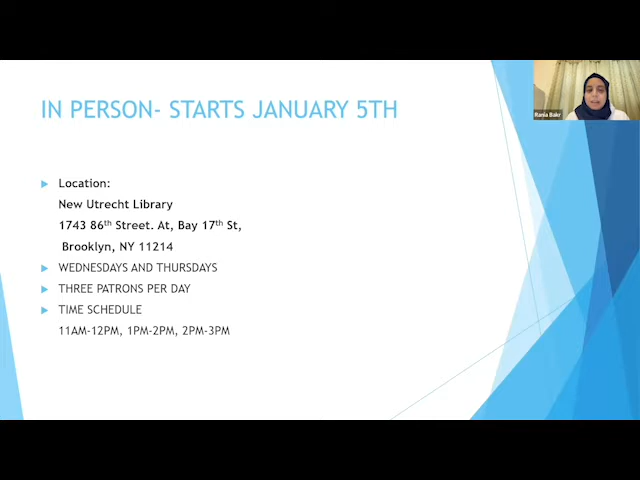 IN PERSON- STARTS JANUARY 5TH
Rania Bakr
Location:
New Utrecht Library
1743 86th Street. At, Bay 17th St,
Brooklyn, NY 11214
WEDNESDAYS AND THURSDAYS
THREE PATRONS PER DAY
TIME SCHEDULE
11AM-12PM, 1PM-2PM, 2PM-3PM